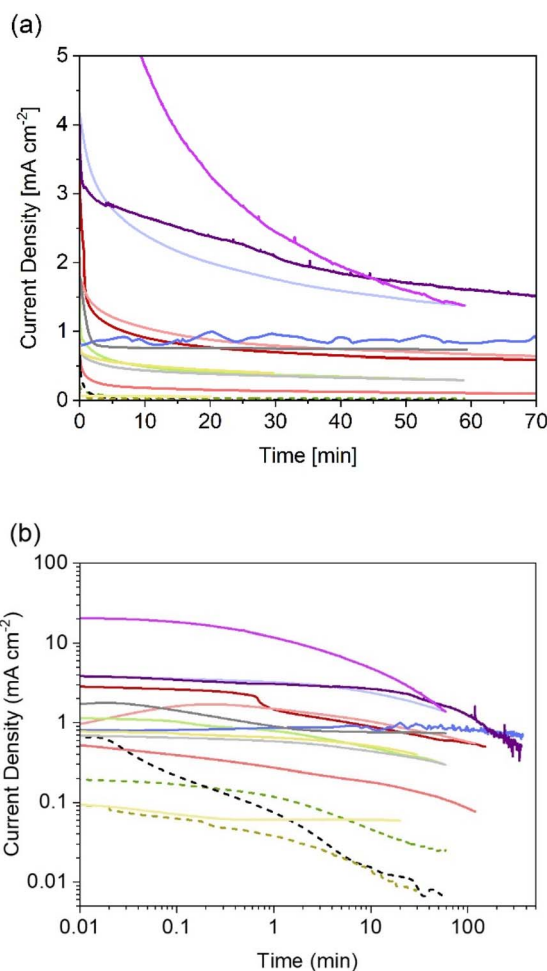 (a)
5
4
3
2
1
0
Current Density [mA cm⁻²]
0 10 20 30 40 50 60 70
Time [min]
(b)
100
10
1
0.1
0.01
Current Density (mA cm⁻²)
0.01 0.1 1 10 100
Time (min)